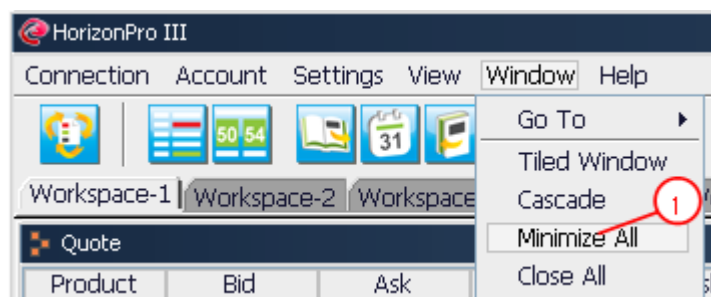 HorizonPro III
Connection Account Settings View Window Help
50 54
31
Go To
Tiled Window
Workspace-1 Workspace-2 Workspace
Cascade
1
Quote
Minimize All
Product Bid Ask
Close All